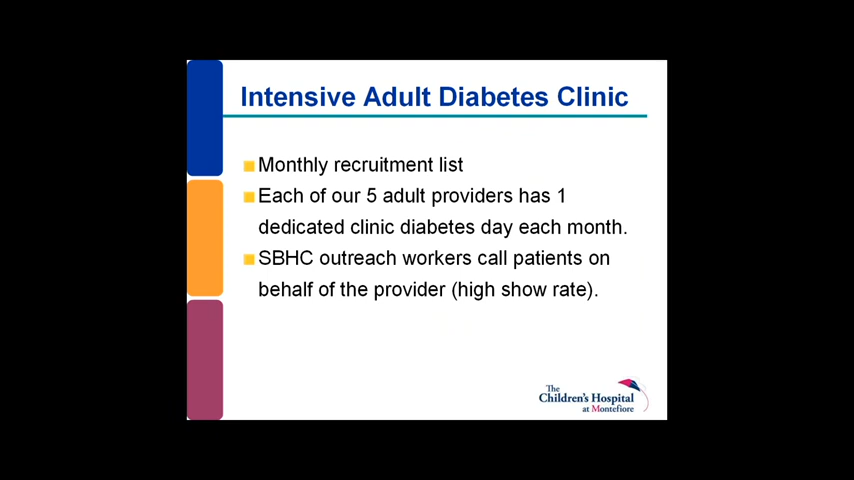 Intensive Adult Diabetes Clinic
Monthly recruitment list
Each of our 5 adult providers has 1
dedicated clinic diabetes day each month.
SBHC outreach workers call patients on
behalf of the provider (high show rate).
The
Children's Hospital
at Montefiore